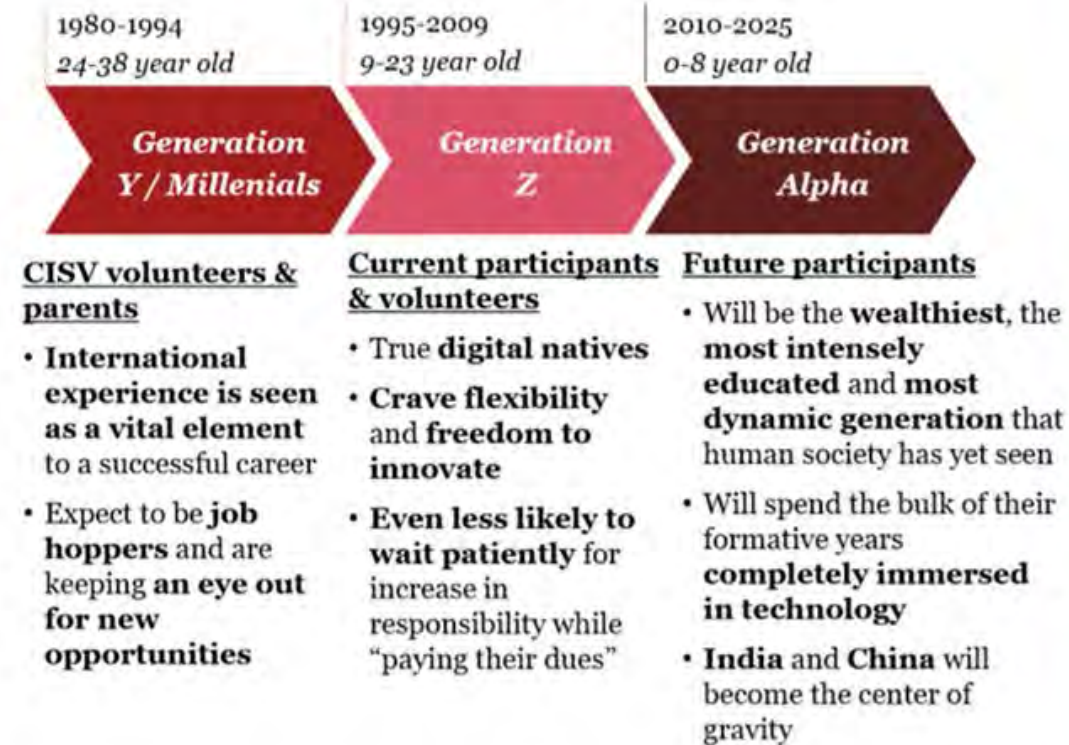 1980-1994
24-38 year old
Generation
Y / Millenials
CISV volunteers &
parents
• International
experience is seen
as a vital element
to a successful career
• Expect to be job
hoppers and are
keeping an eye out
for new
opportunities
1995-2009
9-23 year old
Generation
Z
Current participants
& volunteers
• True digital natives
• Crave flexibility
and freedom to
innovate
• Even less likely to
wait patiently for
increase in
responsibility while
“paying their dues”
2010-2025
0-8 year old
Generation
Alpha
Future participants
• Will be the wealthiest, the
most intensely
educated and most
dynamic generation that
human society has yet seen
• Will spend the bulk of their
formative years
completely immersed
in technology
• India and China will
become the center of
gravity